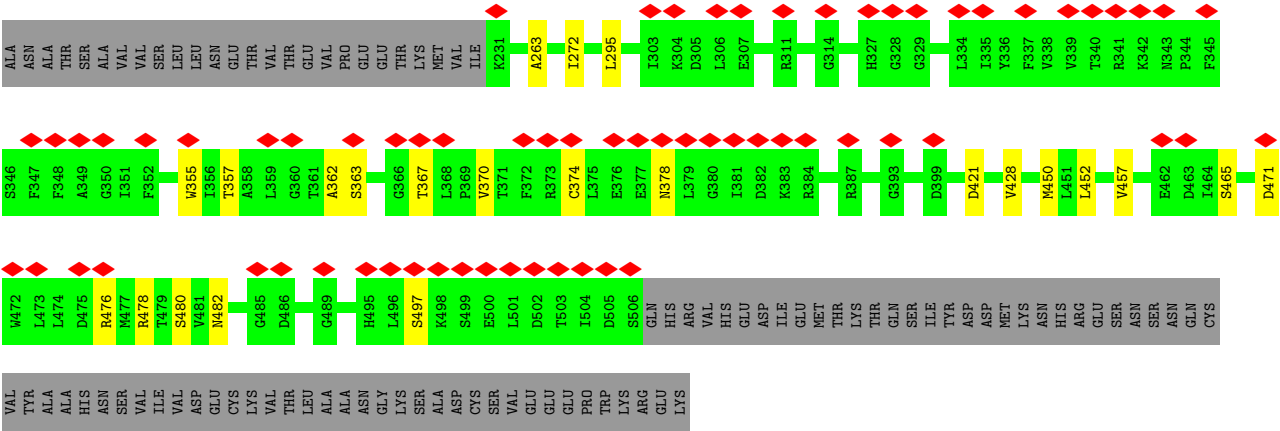 ALA ASN ALA THR SER ALA VAL VAL SER LEU LEU ASN GLU THR VAL THR GLU VAL PRO GLU GLU THR LYS MET VAL ILE K231 A263 I272 L295 I303 K304 D305 L306 E307 R311 G314 H327 G328 G329 L334 I335 Y336 F337 V338 V339 T340 R341 K342 N343 P344 F345
S346 F347 F348 A349 G350 I351 F352 W355 I356 T357 A358 L359 G360 T361 A362 S363 G366 T367 L368 P369 V370 T371 F372 R373 C374 L375 E376 E377 N378 L379 G380 I381 D382 K383 R384 R387 G393 D399 D421 V428 M450 L451 L452 V457 E462 D463 I464 S465 D471
W472 L473 L474 D475 R476 M477 R478 T479 S480 V481 N482 G485 D486 G489 H495 L496 S497 K498 S499 E500 L501 D502 T503 I504 D505 S506 GLN HIS ARG VAL HIS GLU ASP ILE GLU MET THR LYS THR GLN SER ILE TYR ASP ASP MET LYS ASN HIS ARG GLU SER ASN SER ASN GLN CYS
VAL TYR ALA ALA HIS ASN SER VAL ILE VAL ASP GLU CYS LYS VAL THR LEU ALA ALA ASN GLY LYS SER ALA ASP CYS SER VAL GLU GLU GLU PRO TRP LYS ARG GLU LYS